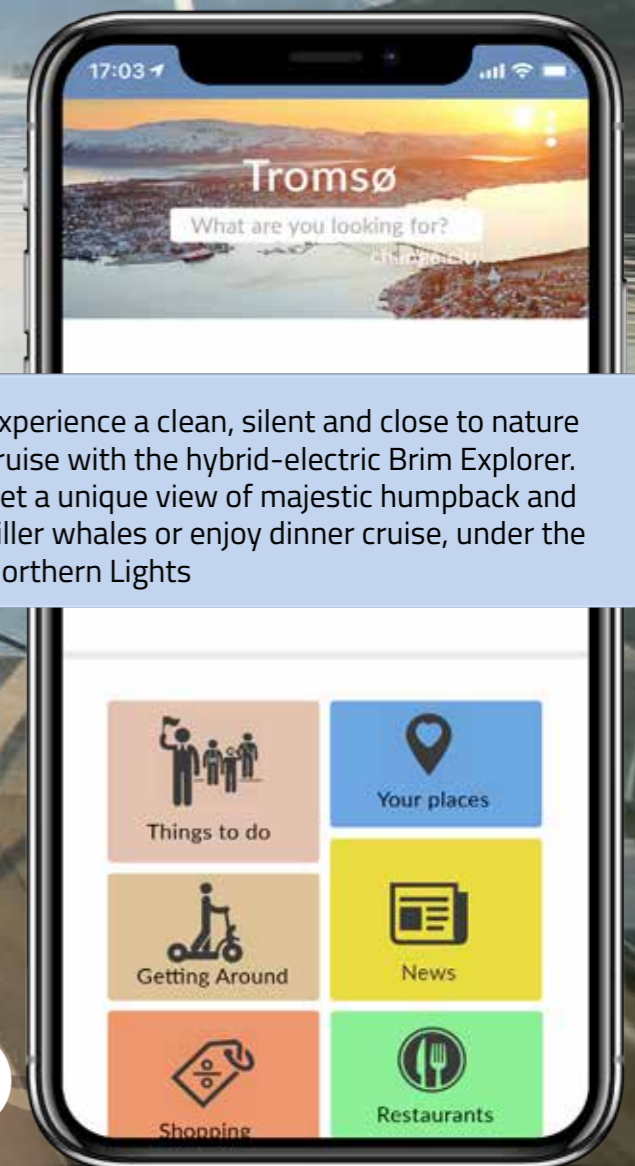 17:03
Tromsø
What are you looking for?
xperience a clean, silent and close to nature
ruise with the hybrid-electric Brim Explorer.
et a unique view of majestic humpback and
iller whales or enjoy dinner cruise, under the
orthern Lights
Things to do
Your places
Getting Around
News
Shopping
Restaurants